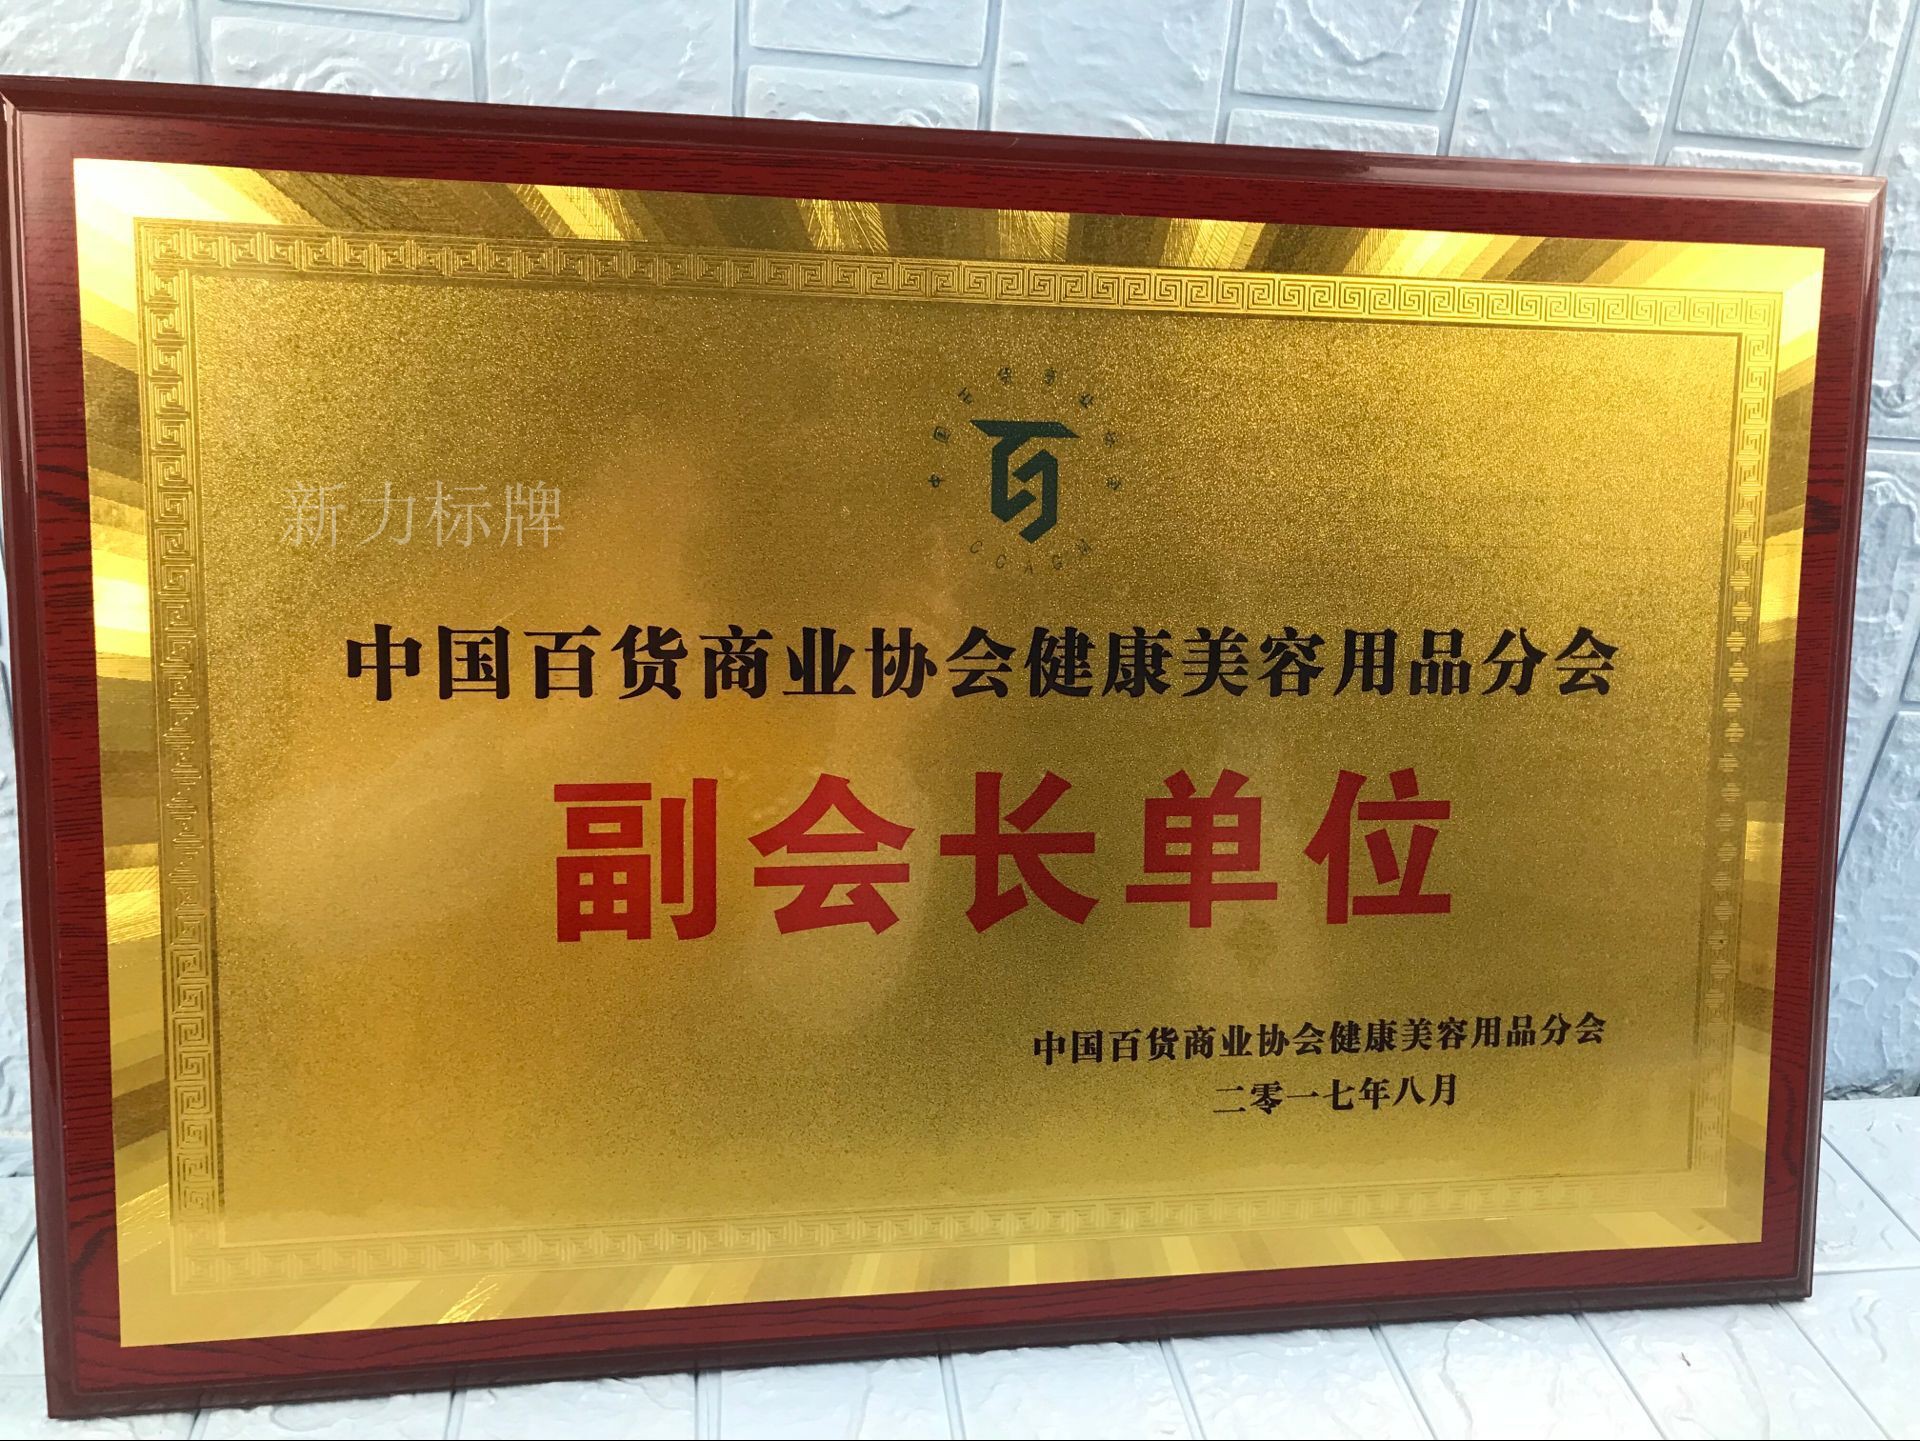 CCAGM
新力标牌
中国百货商业协会健康美容用品分会
副会长单位
中国百货商业协会健康美容用品分会
二零一七年八月